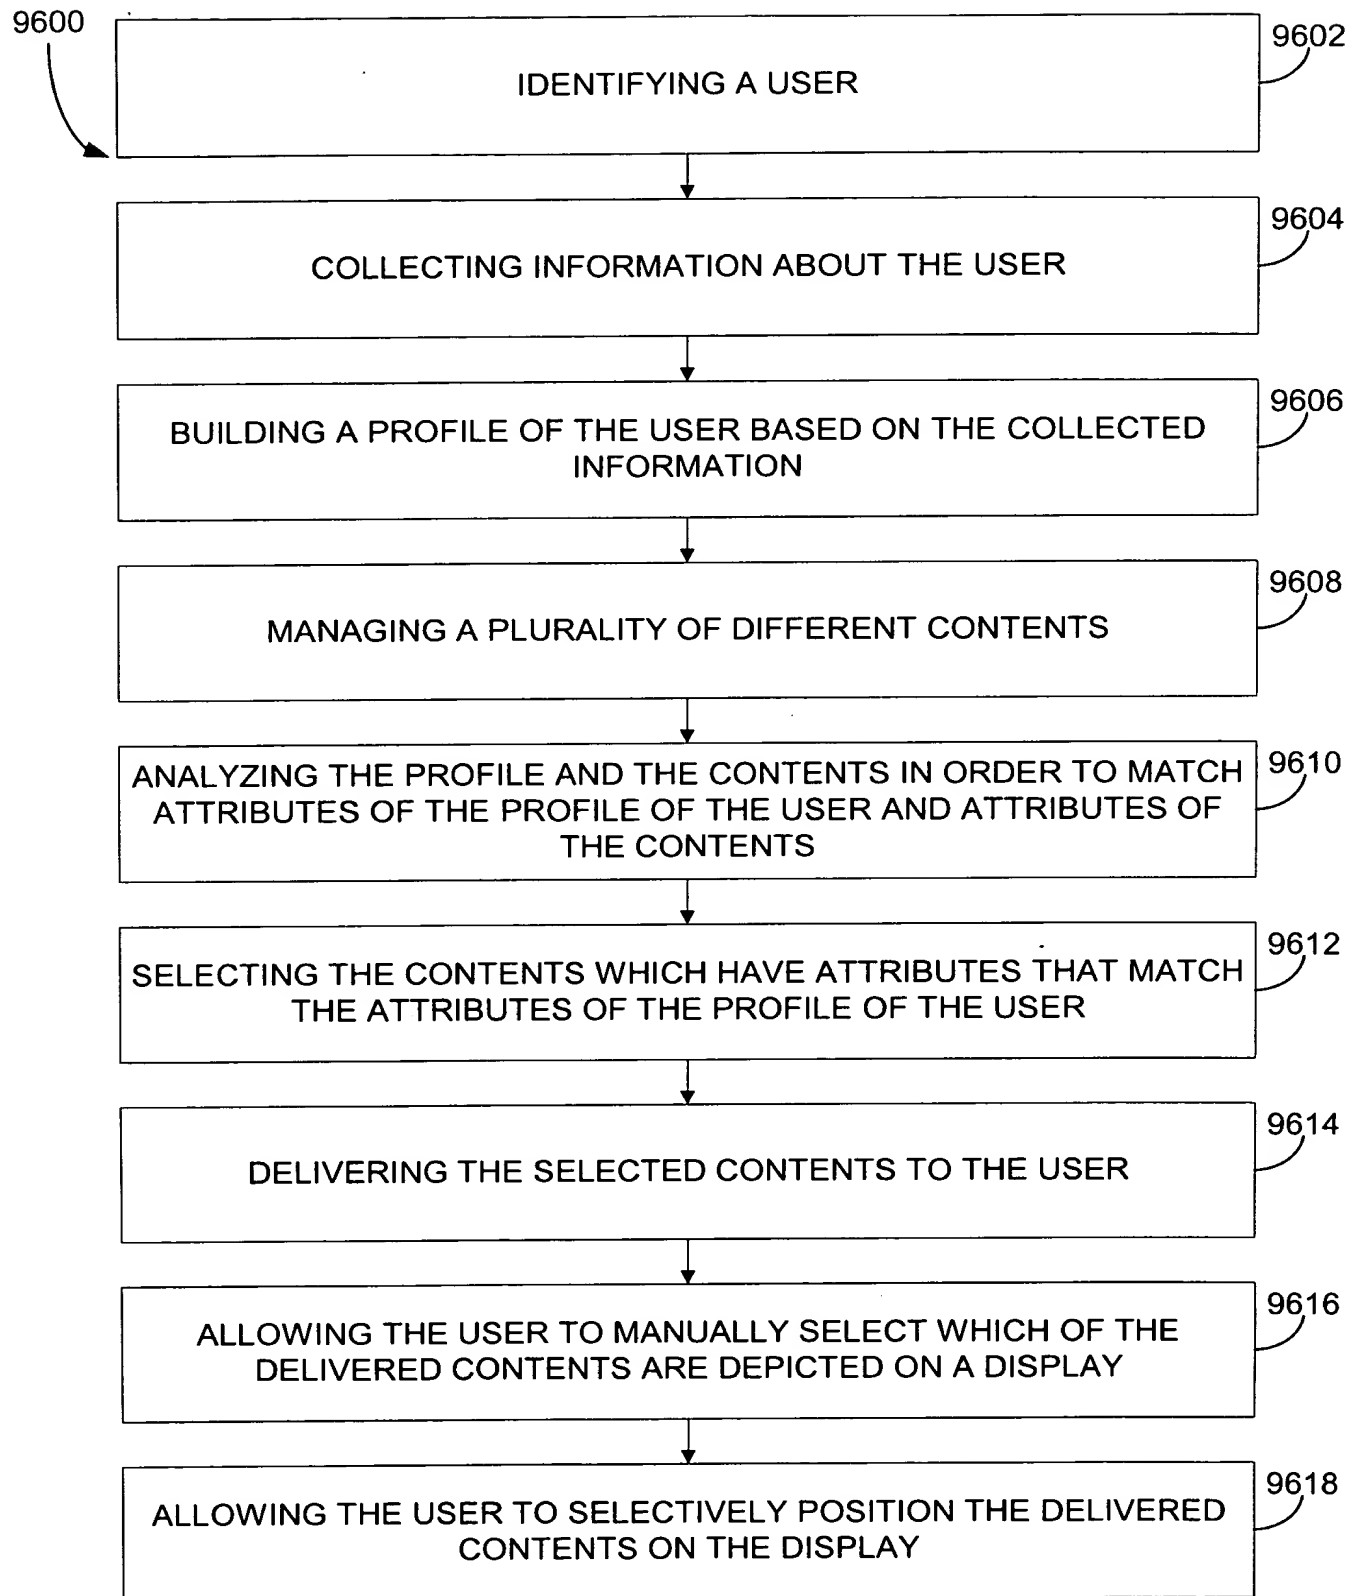 9600
9602
IDENTIFYING A USER
9604
COLLECTING INFORMATION ABOUT THE USER
9606
BUILDING A PROFILE OF THE USER BASED ON THE COLLECTED
INFORMATION
9608
MANAGING A PLURALITY OF DIFFERENT CONTENTS
9610
ANALYZING THE PROFILE AND THE CONTENTS IN ORDER TO MATCH
ATTRIBUTES OF THE PROFILE OF THE USER AND ATTRIBUTES OF
THE CONTENTS
9612
SELECTING THE CONTENTS WHICH HAVE ATTRIBUTES THAT MATCH
THE ATTRIBUTES OF THE PROFILE OF THE USER
9614
DELIVERING THE SELECTED CONTENTS TO THE USER
9616
ALLOWING THE USER TO MANUALLY SELECT WHICH OF THE
DELIVERED CONTENTS ARE DEPICTED ON A DISPLAY
9618
ALLOWING THE USER TO SELECTIVELY POSITION THE DELIVERED
CONTENTS ON THE DISPLAY